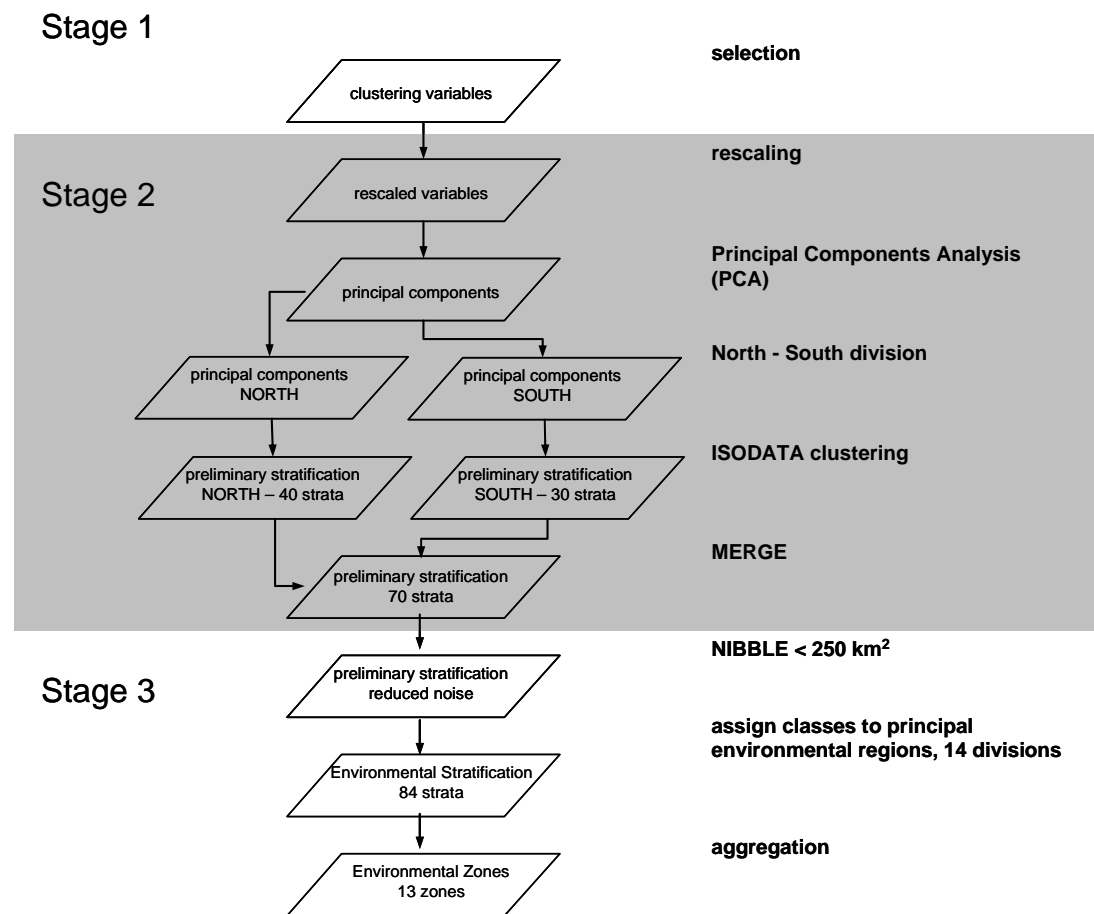 Stage 1
selection
clustering variables
rescaling
Stage 2
rescaled variables
Principal Components Analysis
(PCA)
principal components
North - South division
principal components
NORTH
principal components
SOUTH
ISODATA clustering
preliminary stratification
NORTH – 40 strata
preliminary stratification
SOUTH – 30 strata
MERGE
preliminary stratification
70 strata
NIBBLE < 250 km²
Stage 3
preliminary stratification
reduced noise
assign classes to principal
environmental regions, 14 divisions
Environmental Stratification
84 strata
aggregation
Environmental Zones
13 zones